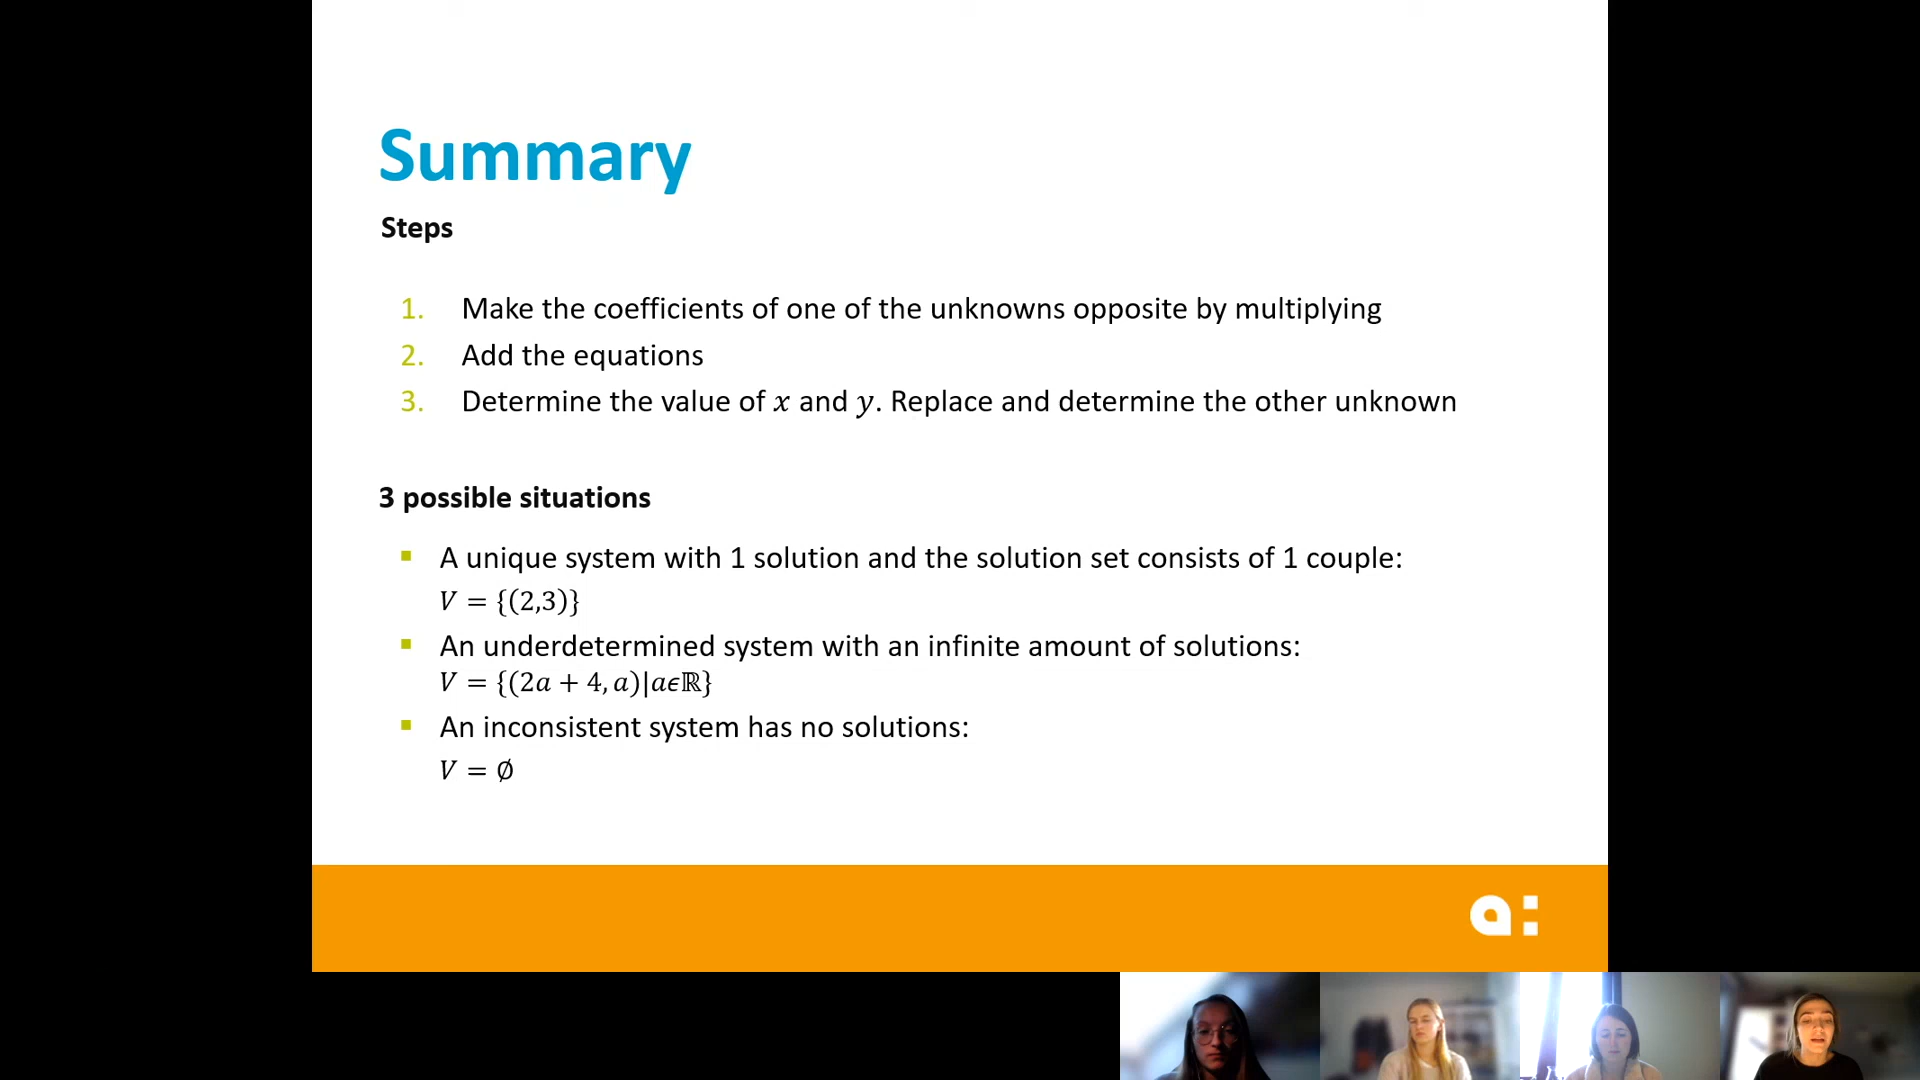 Summary
Steps
1. Make the coefficients of one of the unknowns opposite by multiplying
2. Add the equations
3. Determine the value of x and y. Replace and determine the other unknown
3 possible situations
▪ A unique system with 1 solution and the solution set consists of 1 couple:
V = {(2,3)}
▪ An underdetermined system with an infinite amount of solutions:
V = {(2a + 4, a)|aϵℝ}
▪ An inconsistent system has no solutions:
V = ∅
a: